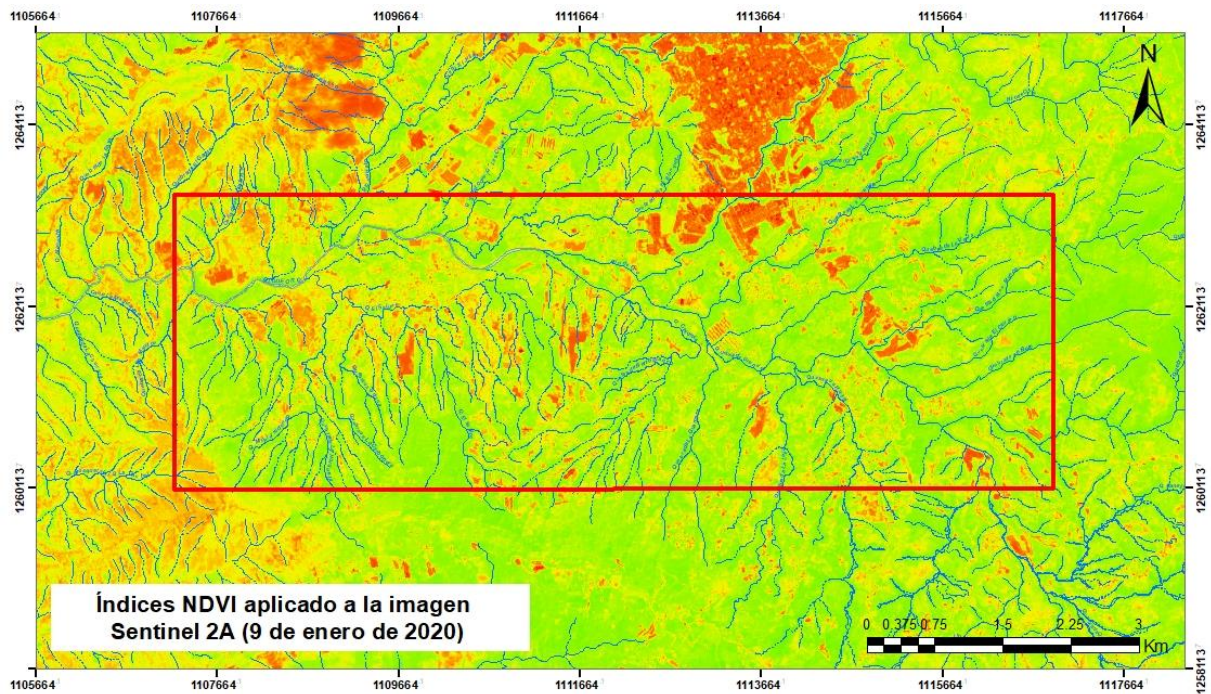 1105664 1107664 1109664 1111664 1113664 1115664 1117664
N
1264113 1264113
1262113 1262113
1260113 1260113
1258113
Índices NDVI aplicado a la imagen
Sentinel 2A (9 de enero de 2020)
0 0.375 0.75 1.5 2.25 3
Km
1105664 1107664 1109664 1111664 1113664 1115664 1117664